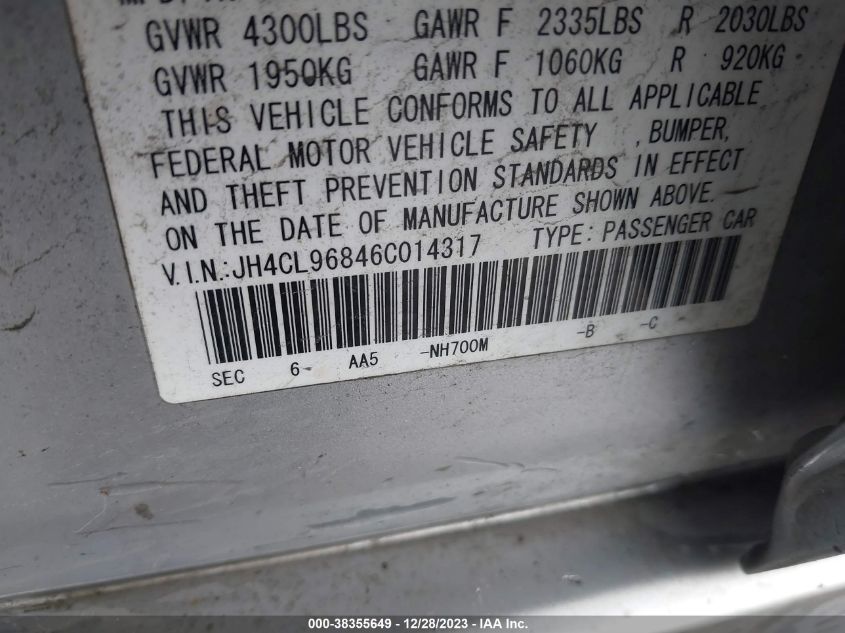 GVWR 4300LBS GAWR F 2335LBS R 2030LBS
GVWR 1950KG GAWR F 1060KG R 920KG
THIS VEHICLE CONFORMS TO ALL APPLICABLE
FEDERAL MOTOR VEHICLE SAFETY , BUMPER,
AND THEFT PREVENTION STANDARDS IN EFFECT
ON THE DATE OF MANUFACTURE SHOWN ABOVE.
V.I.N.:JH4CL96846C014317 TYPE: PASSENGER CAR
SEC 6- AA5 -NH700M -B -C
000-38355649 - 12/28/2023 - IAA Inc.